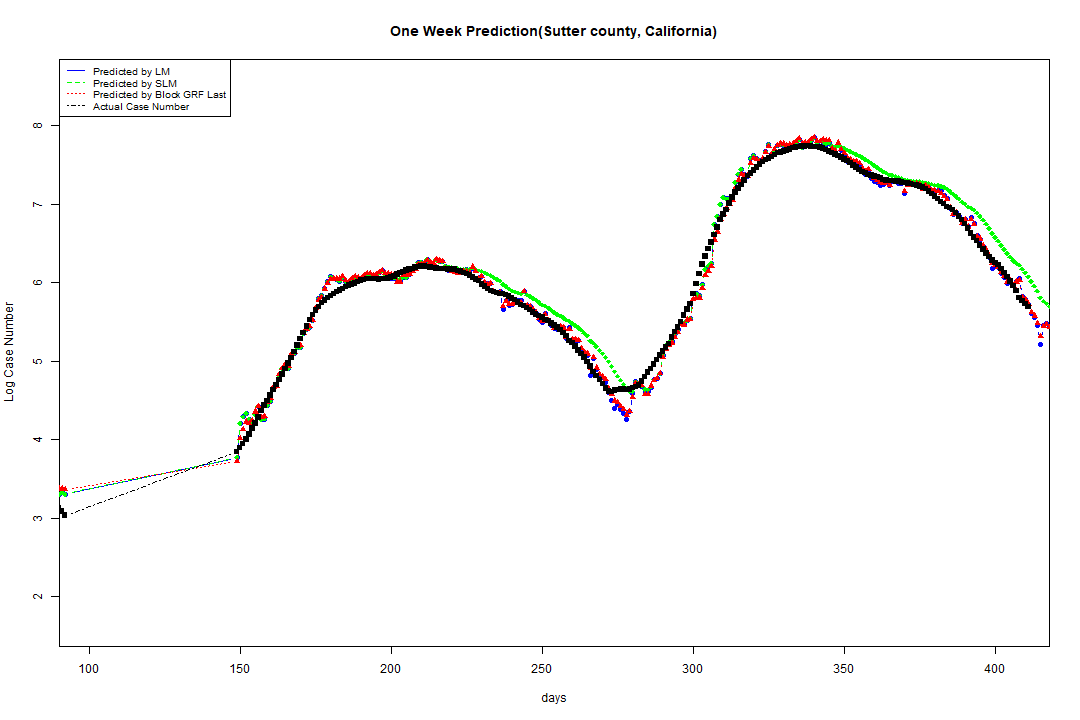 One Week Prediction(Sutter county, California)
Predicted by LM
Predicted by SLM
Predicted by Block GRF Last
Actual Case Number
Log Case Number
8
7
6
5
4
3
2
100 150 200 250 300 350 400
days